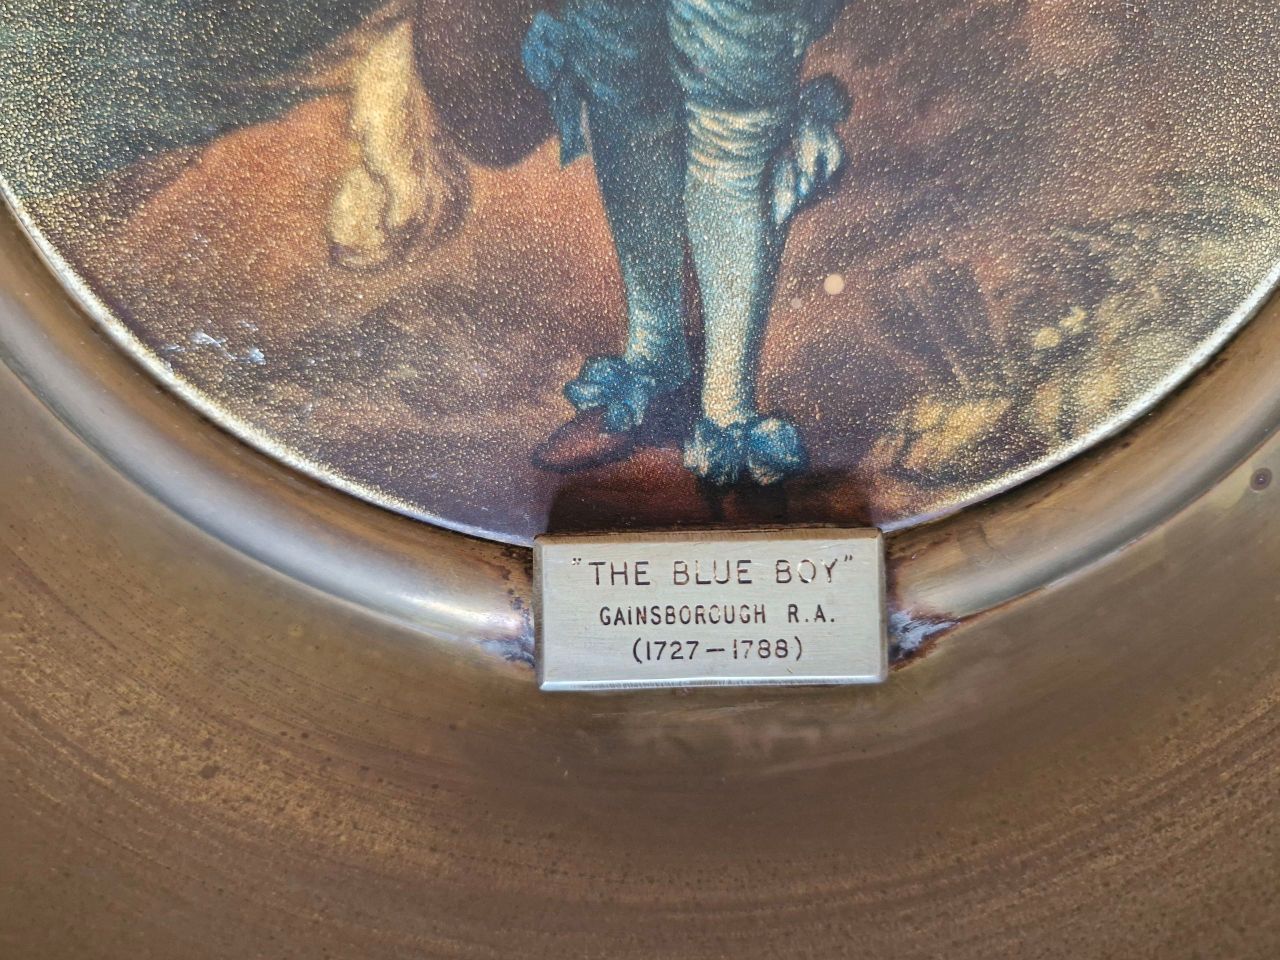 "THE BLUE BOY"
GAINSBOROUGH R.A.
(1727-1788)